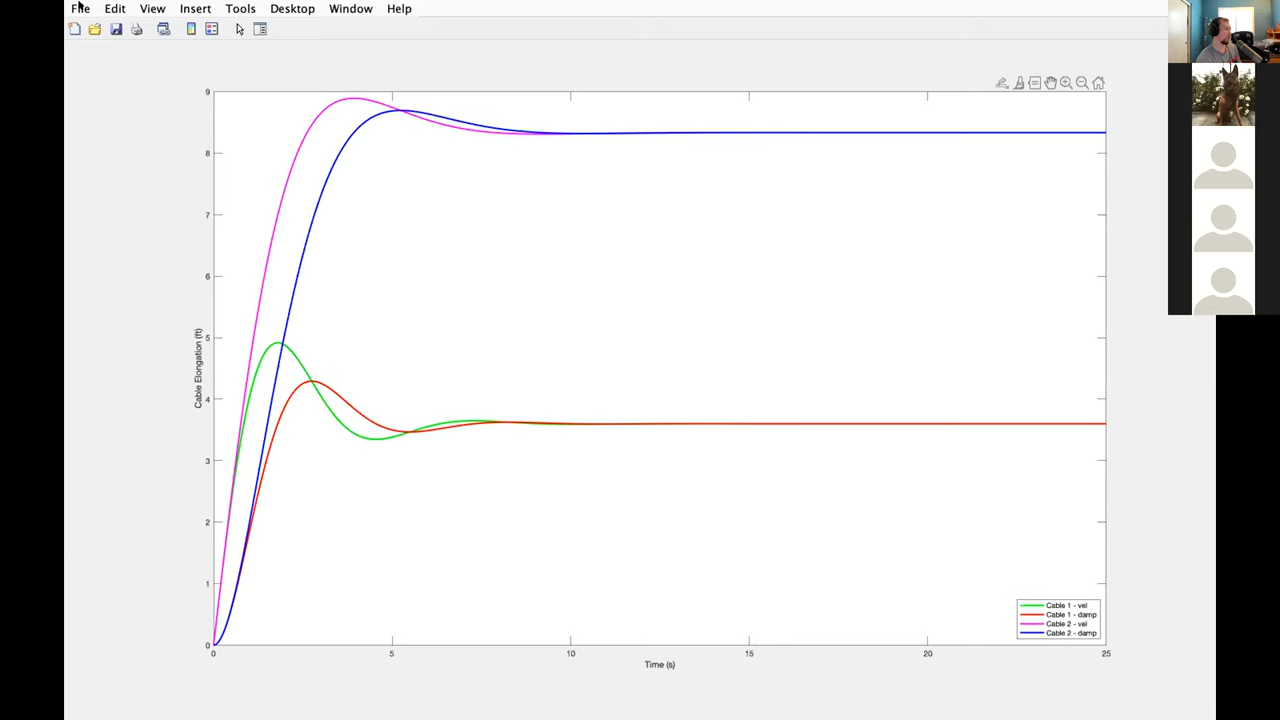 File Edit View Insert Tools Desktop Window Help
9
8
7
6
5
4
3
2
1
0
Cable Elongation (ft)
0 5 10 15 20 25
Time (s)
Cable 1 - vel
Cable 1 - damp
Cable 2 - vel
Cable 2 - damp